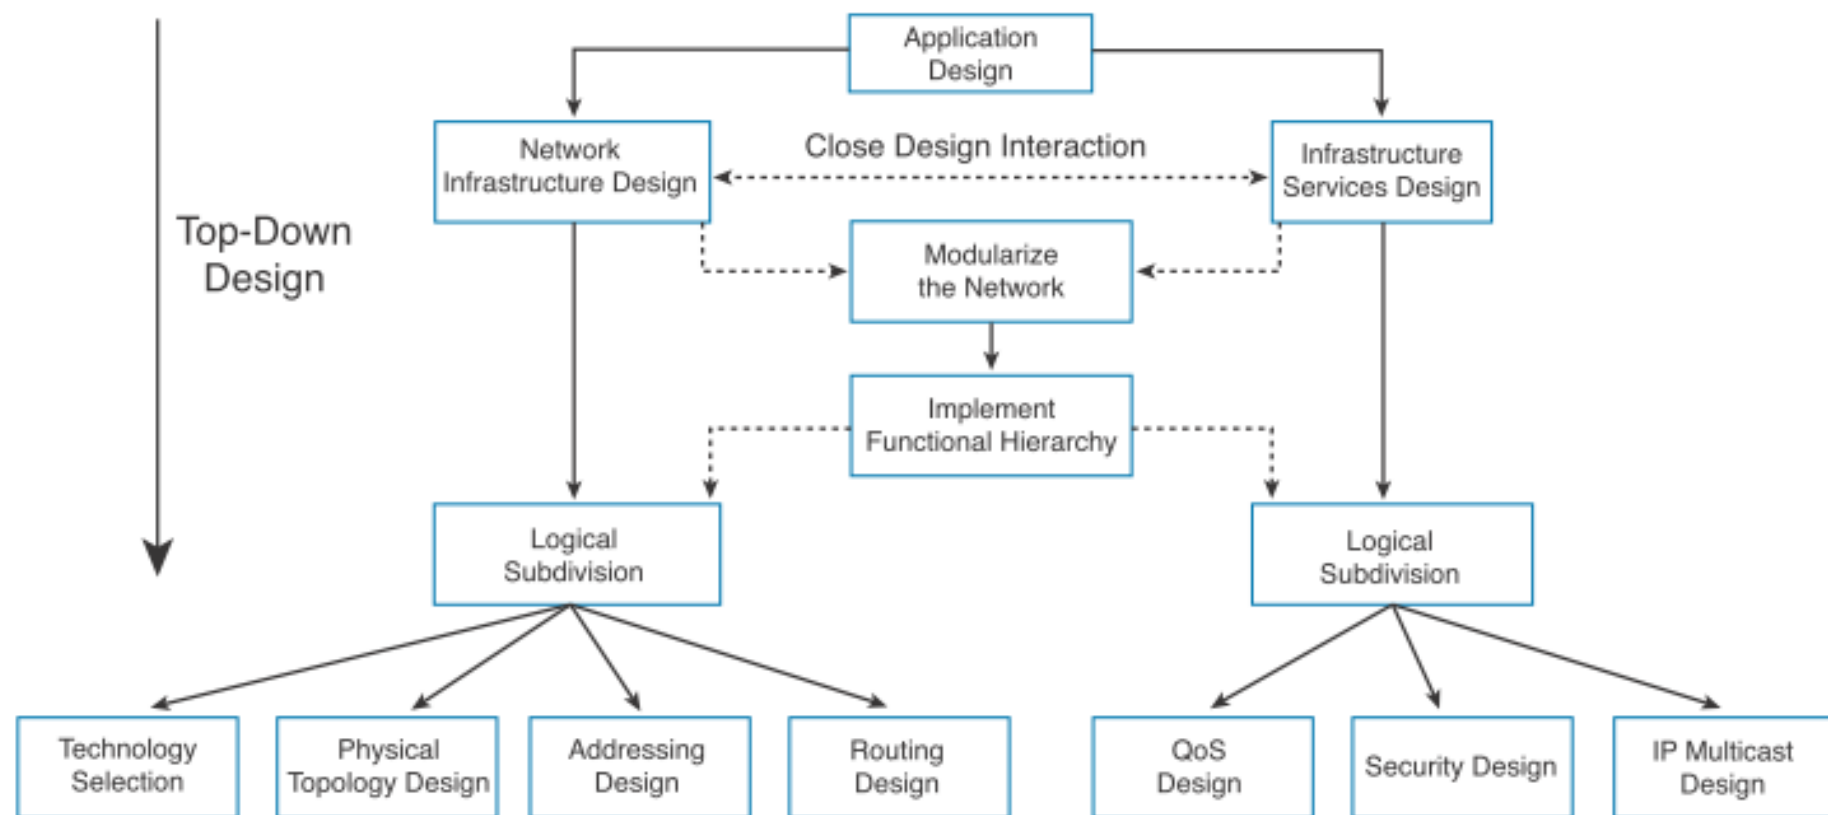 Application
Design
Network
Infrastructure Design
Close Design Interaction
Infrastructure
Services Design
Top-Down
Design
Modularize
the Network
Implement
Functional Hierarchy
Logical
Subdivision
Logical
Subdivision
Technology
Selection
Physical
Topology Design
Addressing
Design
Routing
Design
QoS
Design
Security Design
IP Multicast
Design